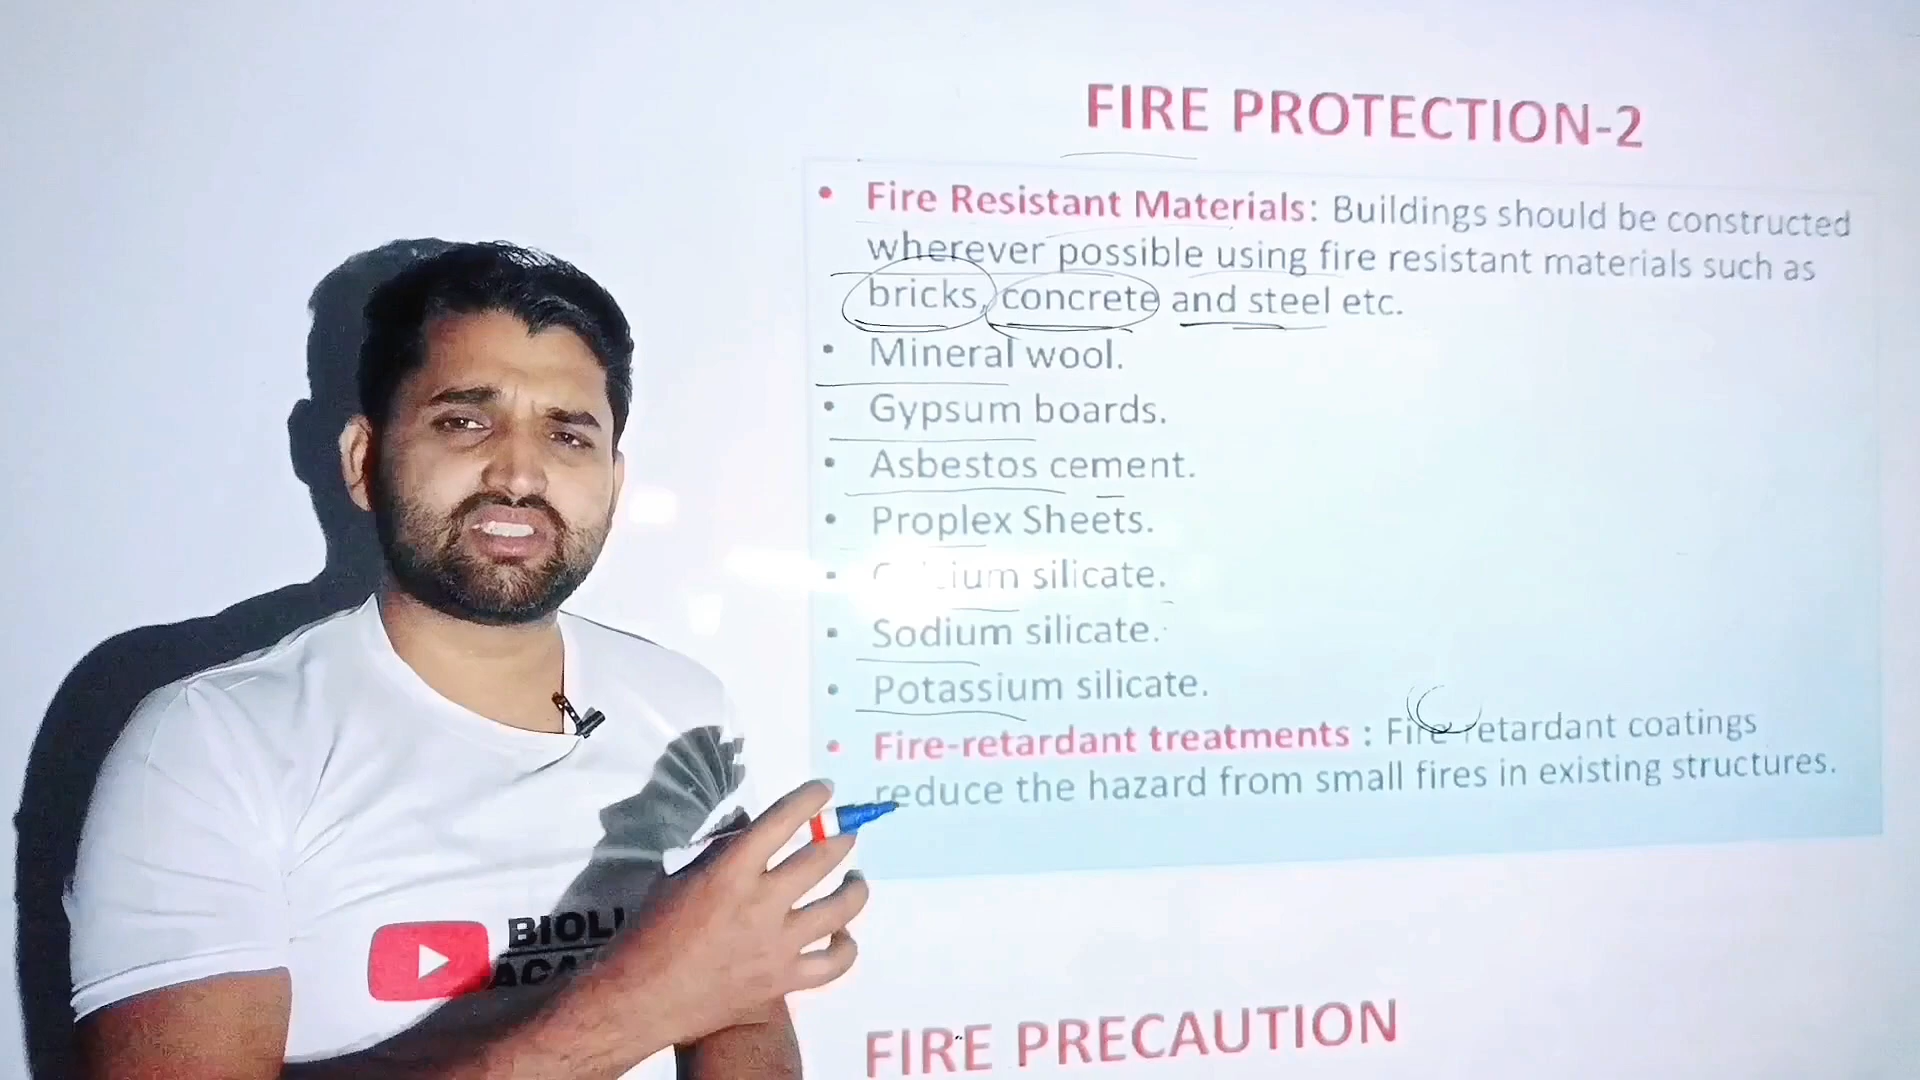 FIRE PROTECTION-2
• Fire Resistant Materials: Buildings should be constructed
wherever possible using fire resistant materials such as
bricks, concrete and steel etc.
• Mineral wool.
• Gypsum boards.
• Asbestos cement.
• Proplex Sheets.
• silicate.
• Sodium silicate.
• Potassium silicate.
• Fire-retardant treatments : Fire retardant coatings
reduce the hazard from small fires in existing structures.
FIRE PRECAUTION